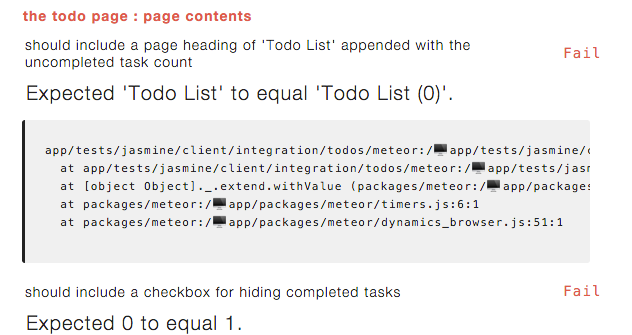 the todo page : page contents
should include a page heading of 'Todo List' appended with the
uncompleted task count
Fail
Expected 'Todo List' to equal 'Todo List (0)'.
app/tests/jasmine/client/integration/todos/meteor:/🖥app/tests/jasmine/c
at app/tests/jasmine/client/integration/todos/meteor:/🖥app/tests/jasm
at [object Object]._.extend.withValue (packages/meteor:/🖥app/packages
at packages/meteor:/🖥app/packages/meteor/timers.js:6:1
at packages/meteor:/🖥app/packages/meteor/dynamics_browser.js:51:1
should include a checkbox for hiding completed tasks
Fail
Expected 0 to equal 1.